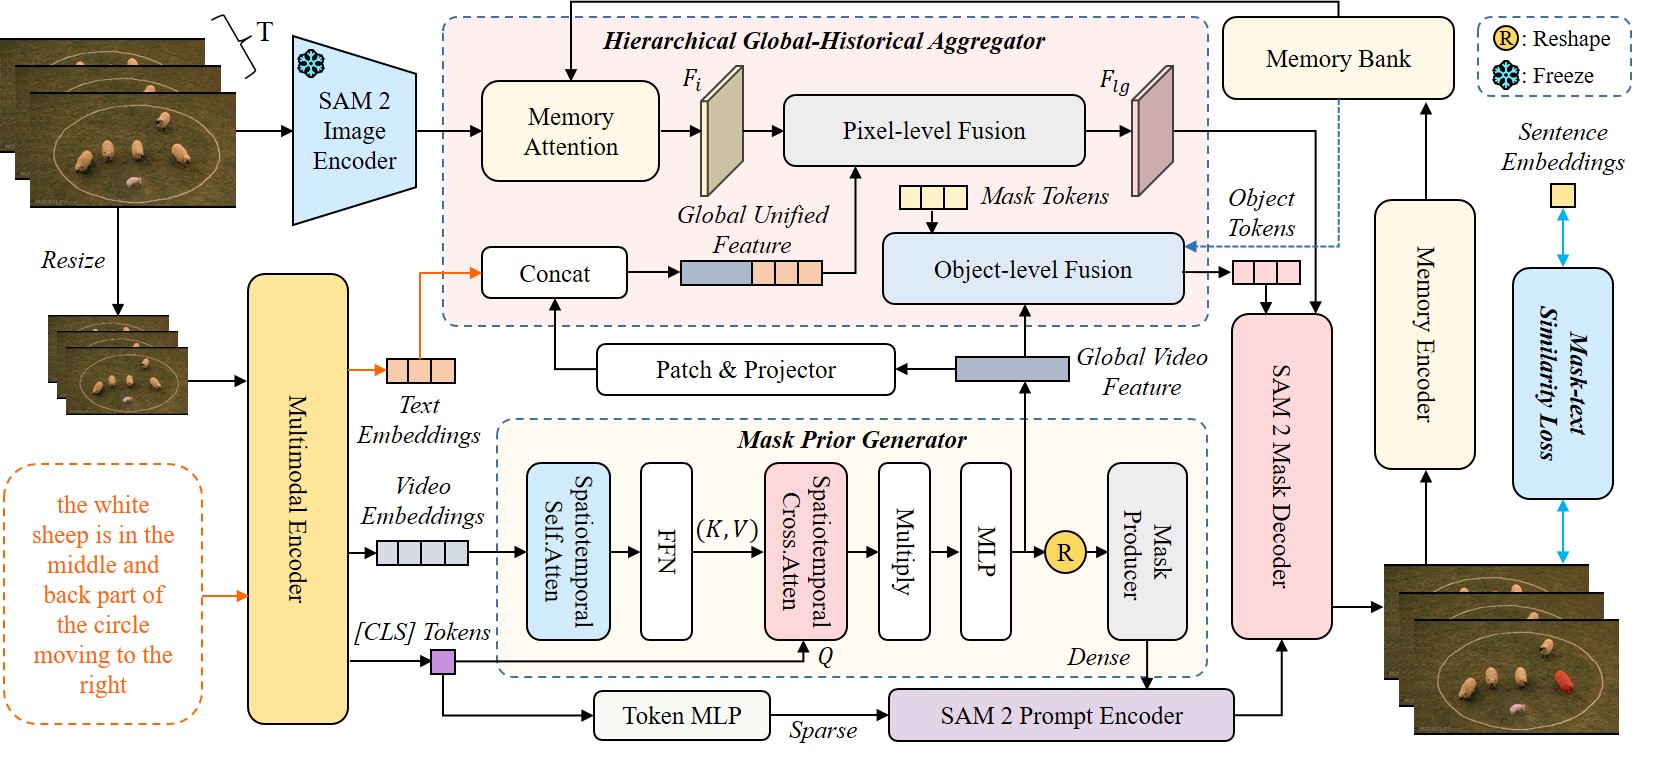 T
SAM 2
Image
Encoder
Hierarchical Global-Historical Aggregator
Memory
Attention
F_i
Pixel-level Fusion
F_lg
Memory Bank
R : Reshape
: Freeze
Sentence
Embeddings
Mask Tokens
Global Unified
Feature
Object
Tokens
Resize
Concat
Object-level Fusion
Memory Encoder
Mask-text
Similarity Loss
Patch & Projector
Global Video
Feature
Text
Embeddings
Multimodal Encoder
Mask Prior Generator
SAM 2 Mask Decoder
the white
sheep is in the
middle and
back part of
the circle
moving to the
right
Video
Embeddings
Spatiotemporal
Self.Atten
FFN
(K,V)
Spatiotemporal
Cross.Atten
Multiply
MLP
R
Mask
Producer
[CLS] Tokens
Q
Dense
Token MLP
Sparse
SAM 2 Prompt Encoder